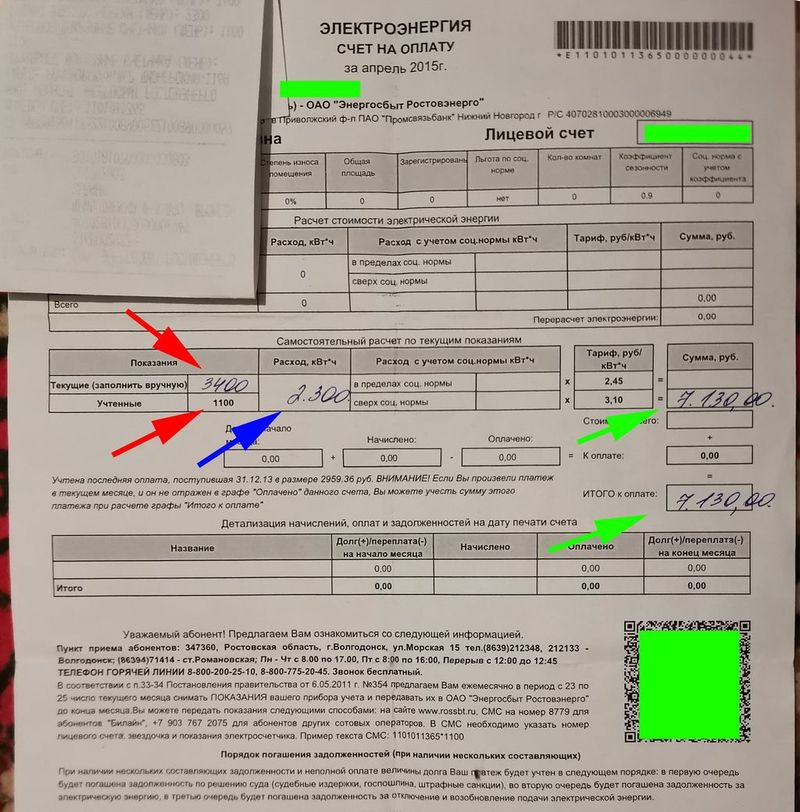 ЭЛЕКТРОЭНЕРГИЯ
СЧЕТ НА ОПЛАТУ
за апрель 2015г.
*E1101011365000000044*
- ОАО "Энергосбыт Ростовэнерго"
в Приволжский ф-л ПАО "Промсвязьбанк" Нижний Новгород г Р/С 40702810003000006949
вна Лицевой счет
Степень износа помещения Общая площадь Зарегистрировань Льгота по соц. норме Кол-во комнат Коэффициент сезонности Соц. норма с учетом коэффициента
0% 0 0 нет 0 0.9 0
Расчет стоимости электрической энергии
Расход, кВт*ч Расход с учетом соц.нормы кВт*ч Тариф, руб/кВт*ч Сумма, руб.
0 в пределах соц. нормы
сверх соц. нормы
Всего 0 0,00
Перерасчет электроэнергии: 0,00
Самостоятельный расчет по текущим показаниям
Показания Расход, кВт*ч Расход с учетом соц.нормы кВт*ч Тариф, руб/кВт*ч Сумма, руб.
Текущие (заполнить вручную) 3400 2.300. в пределах соц. нормы x 2,45 =
Учтенные 1100 сверх соц. нормы x 3,10 = 7.130,00.
+
Начислено: Оплачено:
0,00 + 0,00 - 0,00 = К оплате: 0,00
=
Учтена последняя оплата, поступившая 31.12.13 в размере 2959.36 руб. ВНИМАНИЕ! Если Вы произвели платеж
в текущем месяце, и он не отражен в графе "Оплачено" данного счета, Вы можете учесть сумму этого
платежа при расчете графы "Итого к оплате"
ИТОГО к оплате: 7.130,00.
Детализация начислений, оплат и задолженностей на дату печати счета
Название Долг(+)/переплата(-) на начало месяца Начислено Оплачено Долг(+)/переплата(-) на конец месяца
0,00 0,00 0,00
Итого 0,00 0,00 0,00
Уважаемый абонент! Предлагаем Вам ознакомиться со следующей информацией.
Пункт приема абонентов: 347360, Ростовская область, г.Волгодонск, ул.Морская 15 тел.(8639)212348, 212133 -
Волгодонск; (86394)71414 - ст.Романовская; Пн - Чт с 8.00 по 17.00, Пт с 8:00 по 16:00, Перерыв с 12:00 до 12:45
ТЕЛЕФОН ГОРЯЧЕЙ ЛИНИИ 8-800-200-25-10, 8-800-775-20-45. Звонок бесплатный.
В соответствии с п.33-34 Постановления правительства от 6.05.2011 г. №354 предлагаем Вам ежемесячно в период с 23 по
25 число текущего месяца снимать ПОКАЗАНИЯ вашего прибора учета и передавать их в ОАО "Энергосбыт Ростовэнерго"
до конца месяца.Вы можете передать показания следующими способами: на сайте www.rossbt.ru, СМС на номер 8779 для
абонентов "Билайн", +7 903 767 2075 для абонентов других сотовых операторов. В СМС необходимо указать номер
лицевого счета, звездочка и показания электросчетчика. Пример текста СМС: 1101011365*1100
Порядок погашения задолженностей (при наличии нескольких составляющих)
При наличии нескольких составляющих задолженности и неполной оплате величины долга Ваш платеж будет учтен в следующем порядке: в первую очередь
будет погашена задолженность по решению суда (судебные издержки, госпошлина, штрафные санкции), во вторую очередь будет погашена задолженность за
электрическую энергию, в третью очередь будет погашена задолженность за отключение и возобновление подачи электрической энергии.